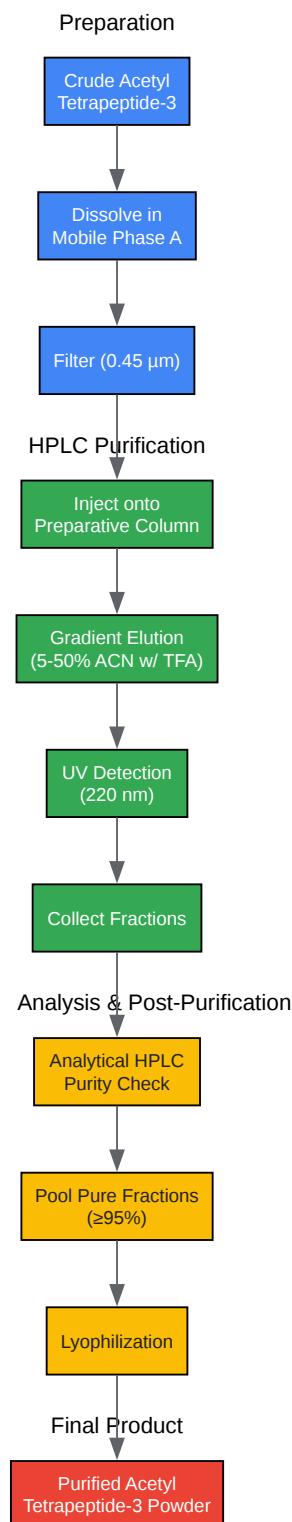 Preparation
Crude Acetyl
Tetrapeptide-3
Dissolve in
Mobile Phase A
Filter (0.45 µm)
HPLC Purification
Inject onto
Preparative Column
Gradient Elution
(5-50% ACN w/ TFA)
UV Detection
(220 nm)
Collect Fractions
Analysis & Post-Purification
Analytical HPLC
Purity Check
Pool Pure Fractions
(≥95%)
Lyophilization
Final Product
Purified Acetyl
Tetrapeptide-3 Powder